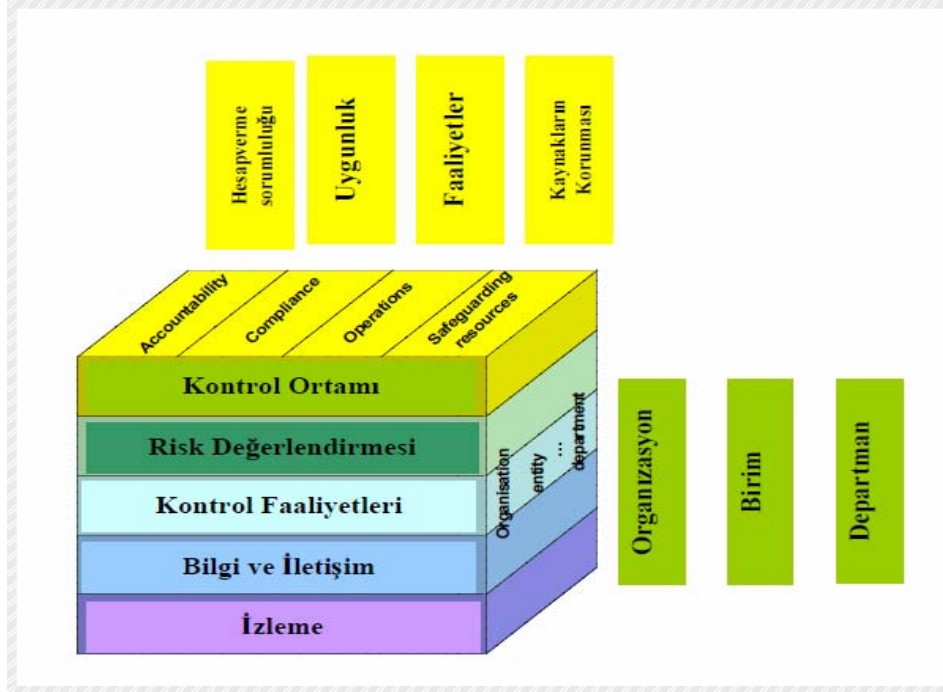 Hesapverme
sorumluluğu
Uygunluk
Faaliyetler
Kaynakların
Korunması
Accountability
Compliance
Operations
Safeguarding
resources
Kontrol Ortamı
Risk Değerlendirmesi
Kontrol Faaliyetleri
Bilgi ve İletişim
İzleme
Organisation
entity
...
department
Organızasyon
Birim
Departman